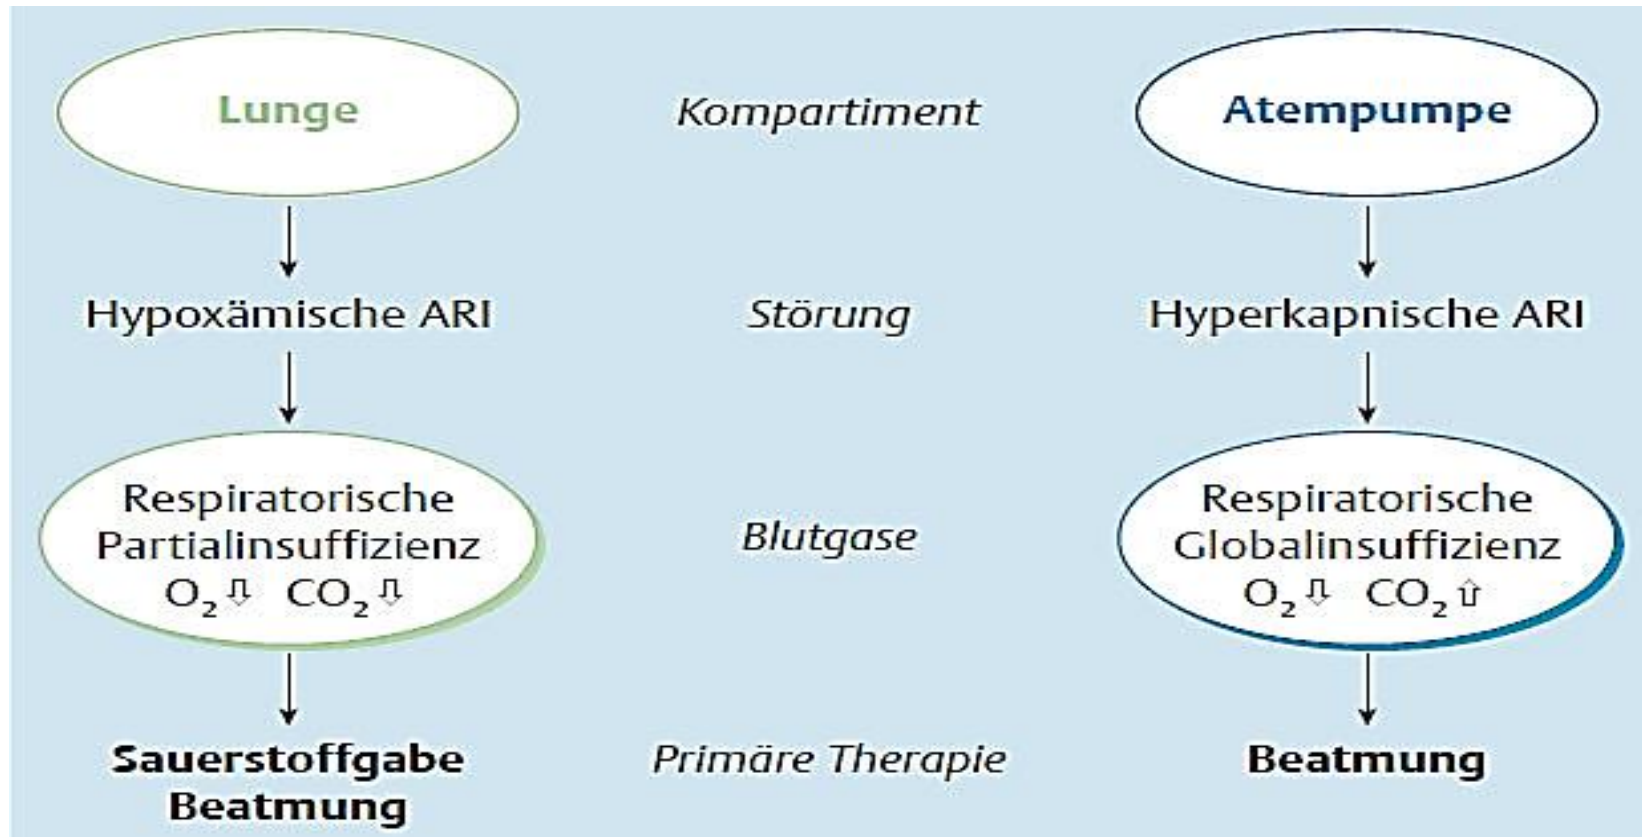 Lunge
Kompartiment
Atempumpe
Hypoxämische ARI
Störung
Hyperkapnische ARI
Respiratorische
Partialinsuffizienz
O₂⇩ CO₂⇩
Blutgase
Respiratorische
Globalinsuffizienz
O₂⇩ CO₂⇧
Sauerstoffgabe
Beatmung
Primäre Therapie
Beatmung